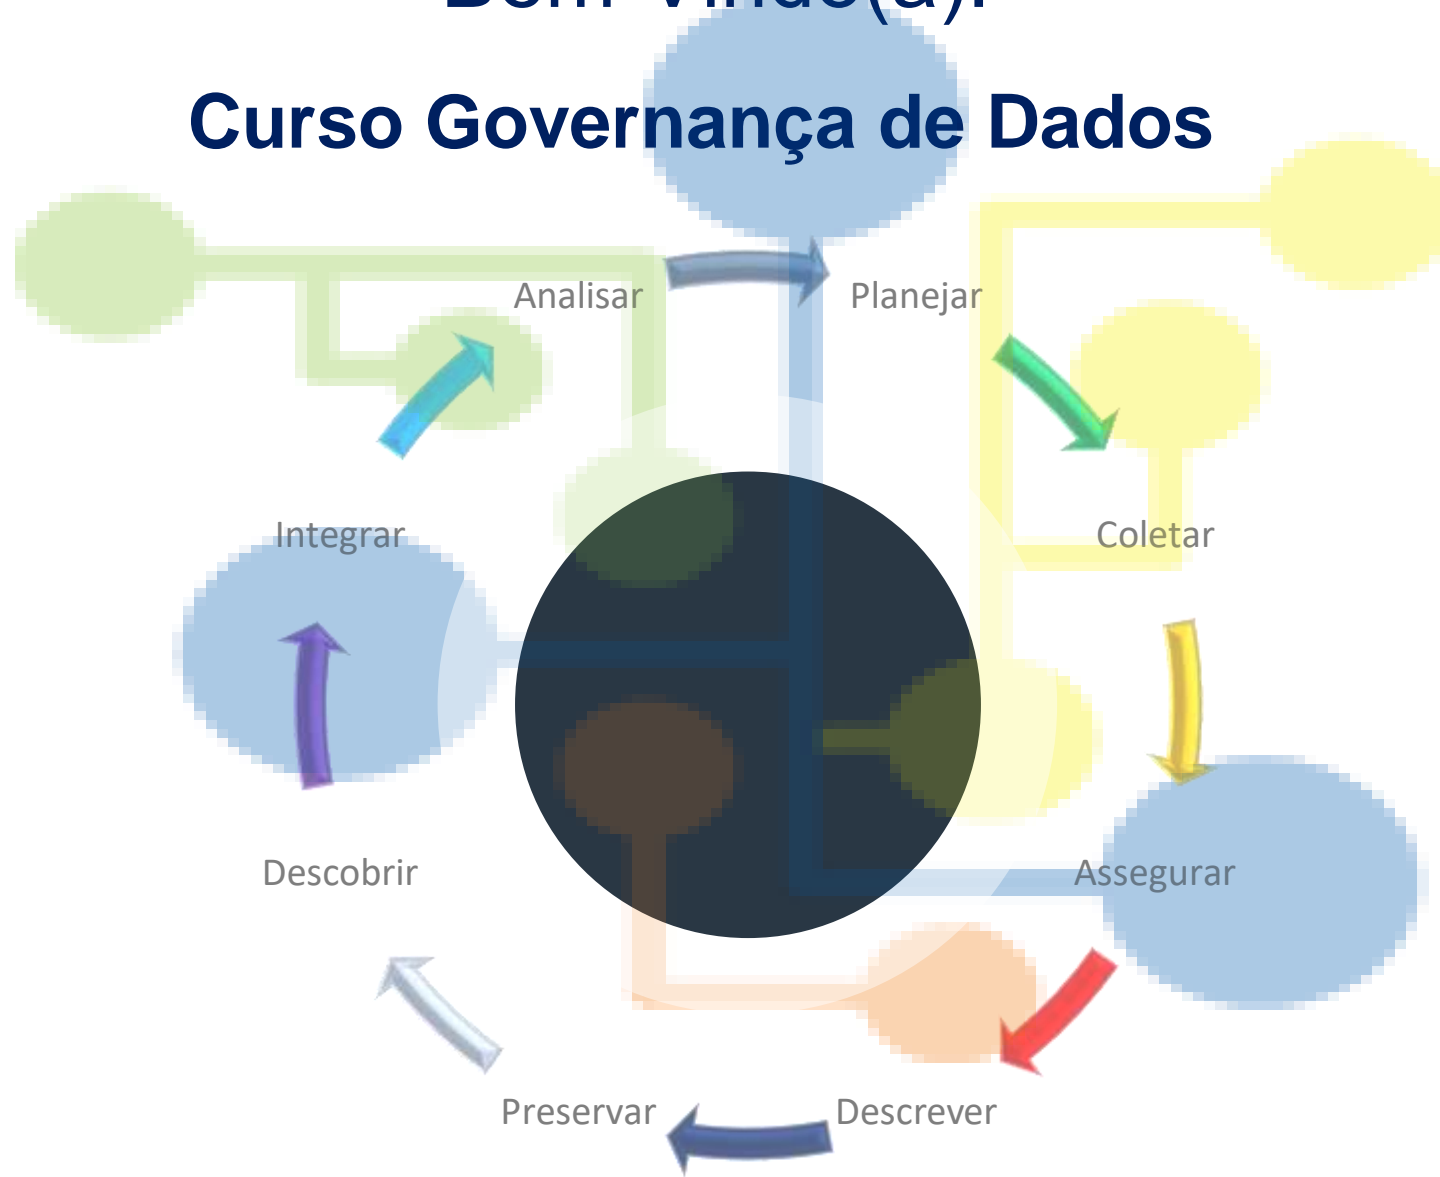 Curso Governança de Dados
Analisar
Planejar
Integrar
Coletar
Descobrir
Assegurar
Preservar
Descrever